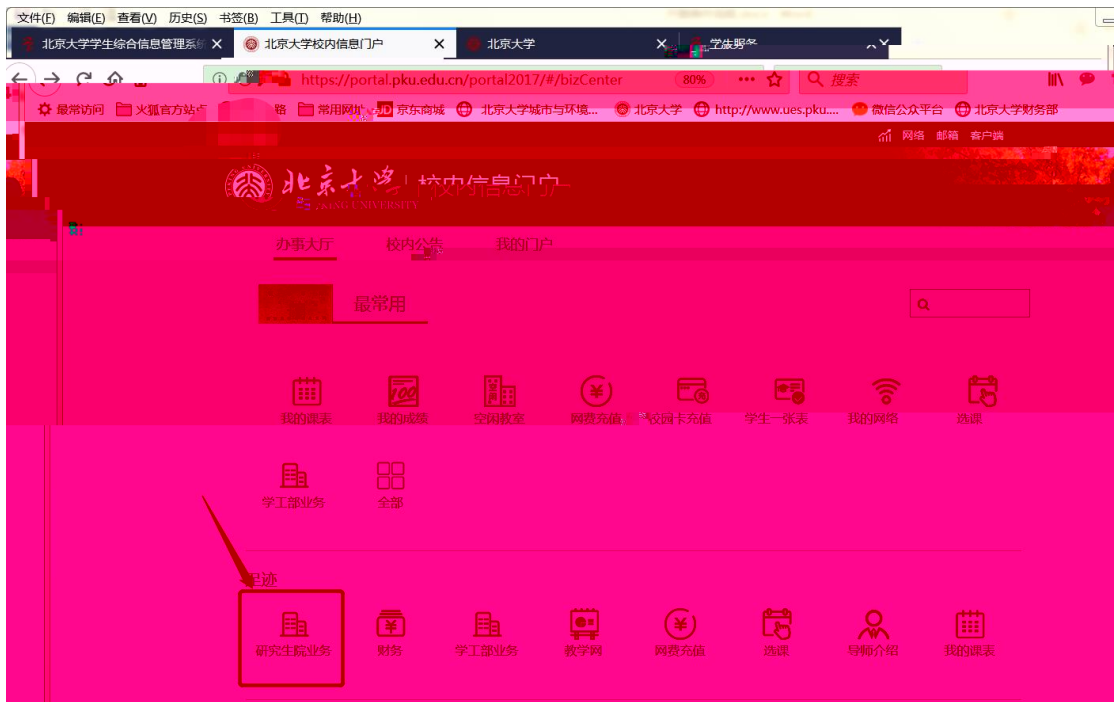 文件(F) 编辑(E) 查看(V) 历史(S) 书签(B) 工具(T) 帮助(H)
北京大学学生综合信息管理系统 北京大学校内信息门户 北京大学 学生服务
https://portal.pku.edu.cn/portal2017/#/bizCenter 80% 搜索
最常访问 火狐官方站点 常用网址 JD 京东商城 北京大学城市与环境... 北京大学 http://www.ues.pku.... 微信公众平台 北京大学财务部
网络 邮箱 客户端
北京大学 校内信息门户
PEKING UNIVERSITY
办事大厅 校内公告 我的门户
最常用
100
我的课表 我的成绩 空闲教室 网费充值 校园卡充值 学生一张表 我的网络 选课
学工部业务 全部
足迹
研究生院业务 财务 学工部业务 教学网 网费充值 选课 导师介绍 我的课表